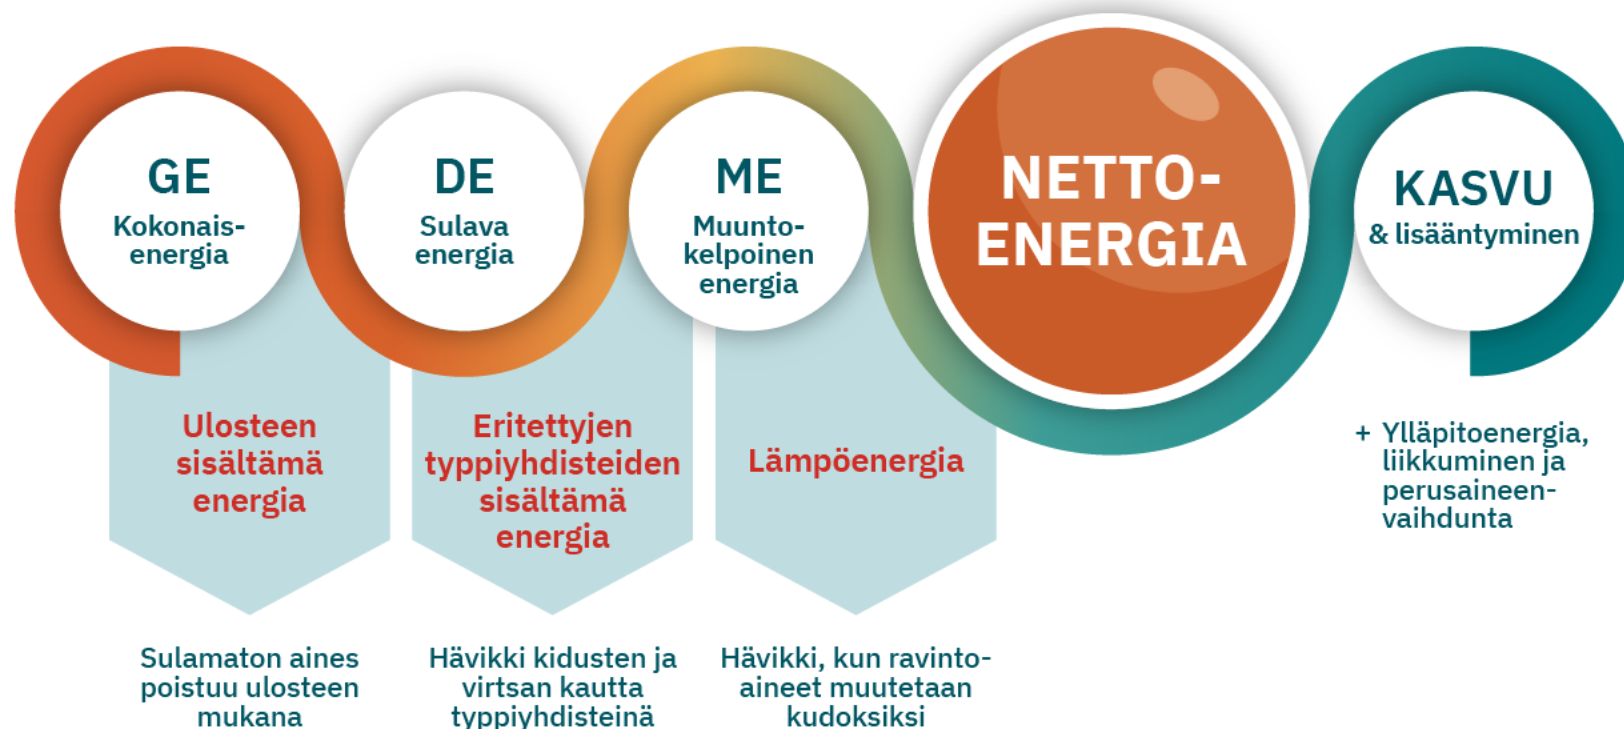 GE
Kokonais-
energia
DE
Sulava
energia
ME
Muunto-
kelpoinen
energia
NETTO-
ENERGIA
KASVU
& lisääntyminen
Ulosteen
sisältämä
energia
Eritettyjen
typpiyhdisteiden
sisältämä
energia
Lämpöenergia
+ Ylläpitoenergia,
liikkuminen ja
perusaineen-
vaihdunta
Sulamaton aines
poistuu ulosteen
mukana
Hävikki kidusten ja
virtsan kautta
typpiyhdisteinä
Hävikki, kun ravinto-
aineet muutetaan
kudoksiksi